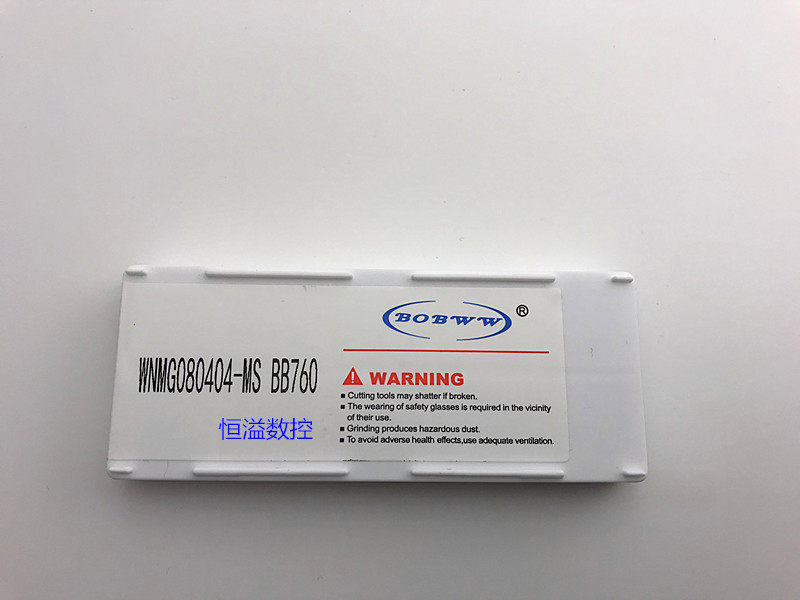 BOBWW®
WNMG080404-MS BB760
恒溢数控
WARNING
■ Cutting tools may shatter if broken.
■ The wearing of safety glasses is required in the vicinity
of their use.
■ Grinding produces hazardous dust.
■ To avoid adverse health effects,use adequate ventilation.